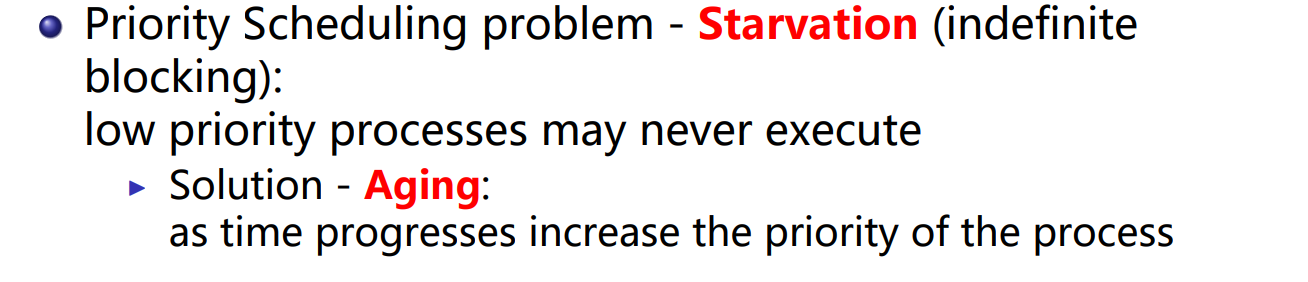 Priority Scheduling problem - Starvation (indefinite
blocking):
low priority processes may never execute
Solution - Aging:
as time progresses increase the priority of the process